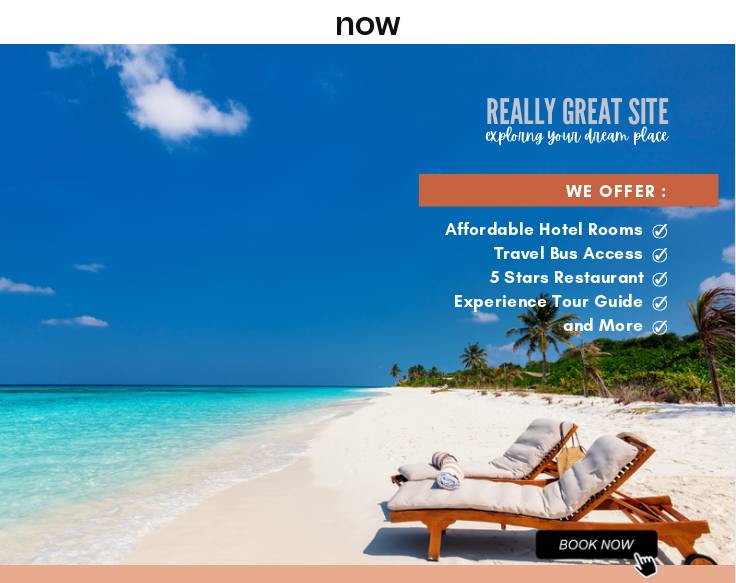 now
REALLY GREAT SITE
explorng your dream place
WE OFFER :
Affordable Hotel Rooms
Travel Bus Access
5 Stars Restaurant
Experience Tour Guide
and More
BOOK NOW